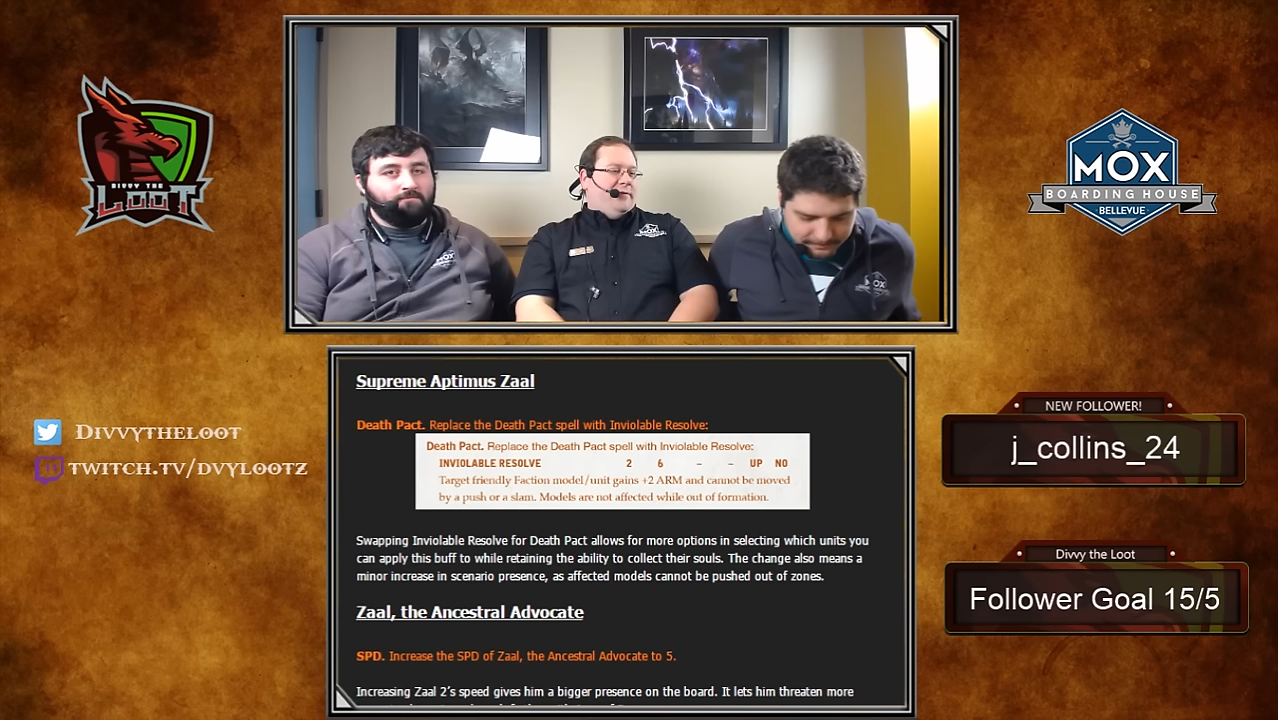 DIVVY THE
LOOT
MOX
BOARDING HOUSE
BELLEVUE
MOX
MOX
MOX
Supreme Aptimus Zaal
Death Pact. Replace the Death Pact spell with Inviolable Resolve:
Death Pact. Replace the Death Pact spell with Inviolable Resolve:
INVIOLABLE RESOLVE 2 6 – – UP NO
Target friendly Faction model/unit gains +2 ARM and cannot be moved
by a push or a slam. Models are not affected while out of formation.
Swapping Inviolable Resolve for Death Pact allows for more options in selecting which units you
can apply this buff to while retaining the ability to collect their souls. The change also means a
minor increase in scenario presence, as affected models cannot be pushed out of zones.
Zaal, the Ancestral Advocate
SPD. Increase the SPD of Zaal, the Ancestral Advocate to 5.
Increasing Zaal 2's speed gives him a bigger presence on the board. It lets him threaten more
Divvytheloot
twitch.tv/dvylootz
NEW FOLLOWER!
j_collins_24
Divvy the Loot
Follower Goal 15/5